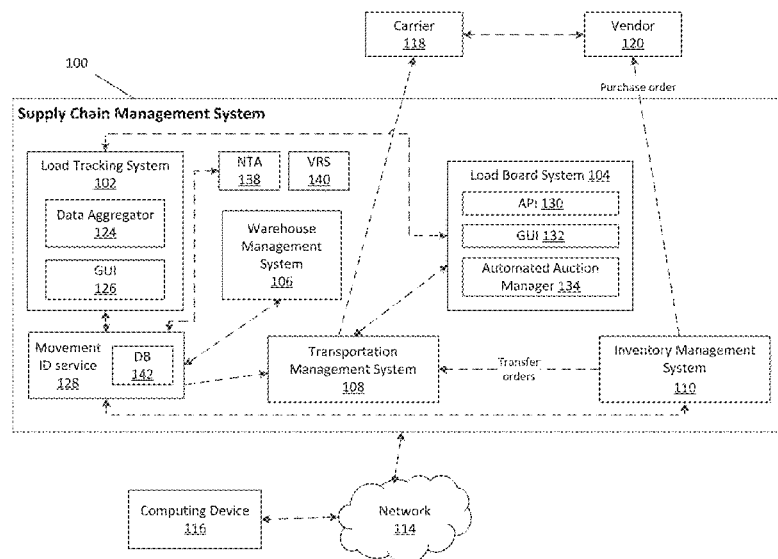 Carrier
118
Vendor
120
100
Purchase order
Supply Chain Management System
Load Tracking System
102
NTA
138
VRS
140
Load Board System 104
API 130
Data Aggregator
124
Warehouse
Management
System
106
GUI 132
GUI
126
Automated Auction
Manager 134
Movement
ID service
128
DB
142
Transportation
Management System
108
Transfer
orders
Inventory Management
System
110
Computing Device
116
Network
114